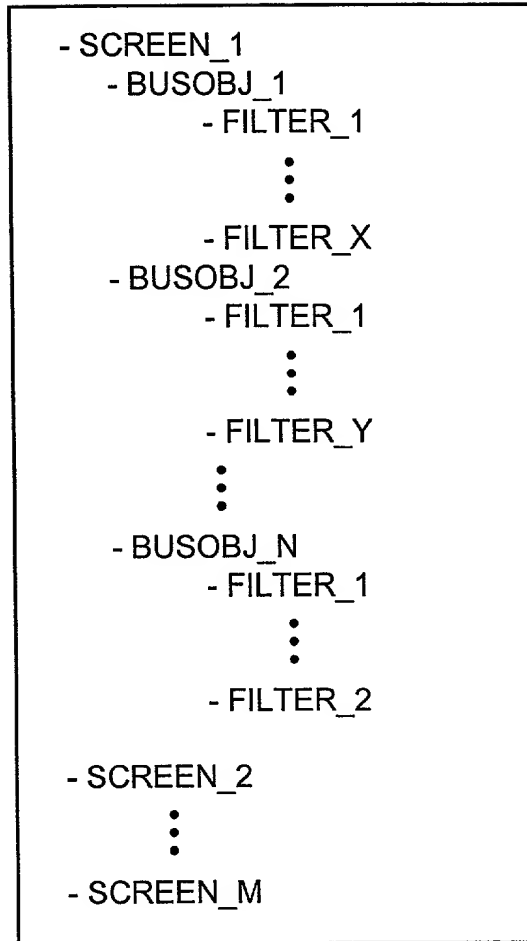 - SCREEN_1
- BUSOBJ_1
- FILTER_1
- FILTER_X
- BUSOBJ_2
- FILTER_1
- FILTER_Y
- BUSOBJ_N
- FILTER_1
- FILTER_2
- SCREEN_2
- SCREEN_M